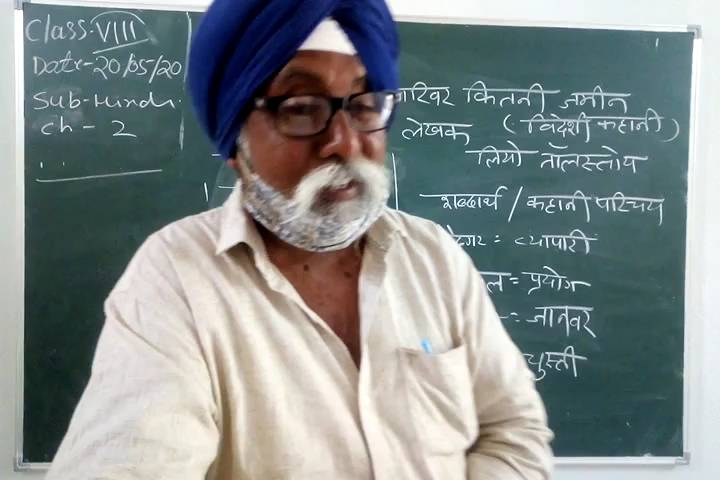 Class-VIII
Date-20/05/20
Sub-Hindi
ch-2
कितनी जमीन
लेखक (विदेशी कहानी)
लियो तॉलस्तोय
शब्दार्थ / कहानी परिचय
= व्यापारी
= प्रयोग
= जानवर
चुस्ती